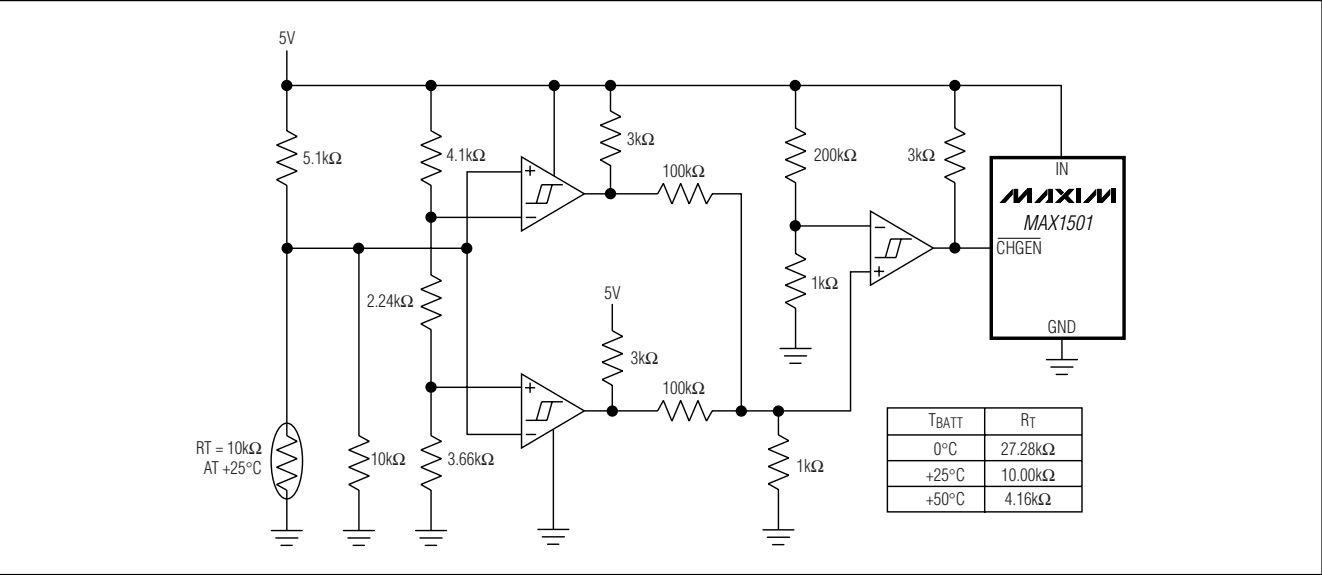 5V
5.1kΩ
4.1kΩ
3kΩ
100kΩ
200kΩ
3kΩ
IN
MAXIM
MAX1501
CHGEN
GND
+
−
−
+
1kΩ
2.24kΩ
5V
3kΩ
100kΩ
+
−
RT = 10kΩ
AT +25°C
10kΩ
3.66kΩ
1kΩ
TBATT RT
0°C 27.28kΩ
+25°C 10.00kΩ
+50°C 4.16kΩ